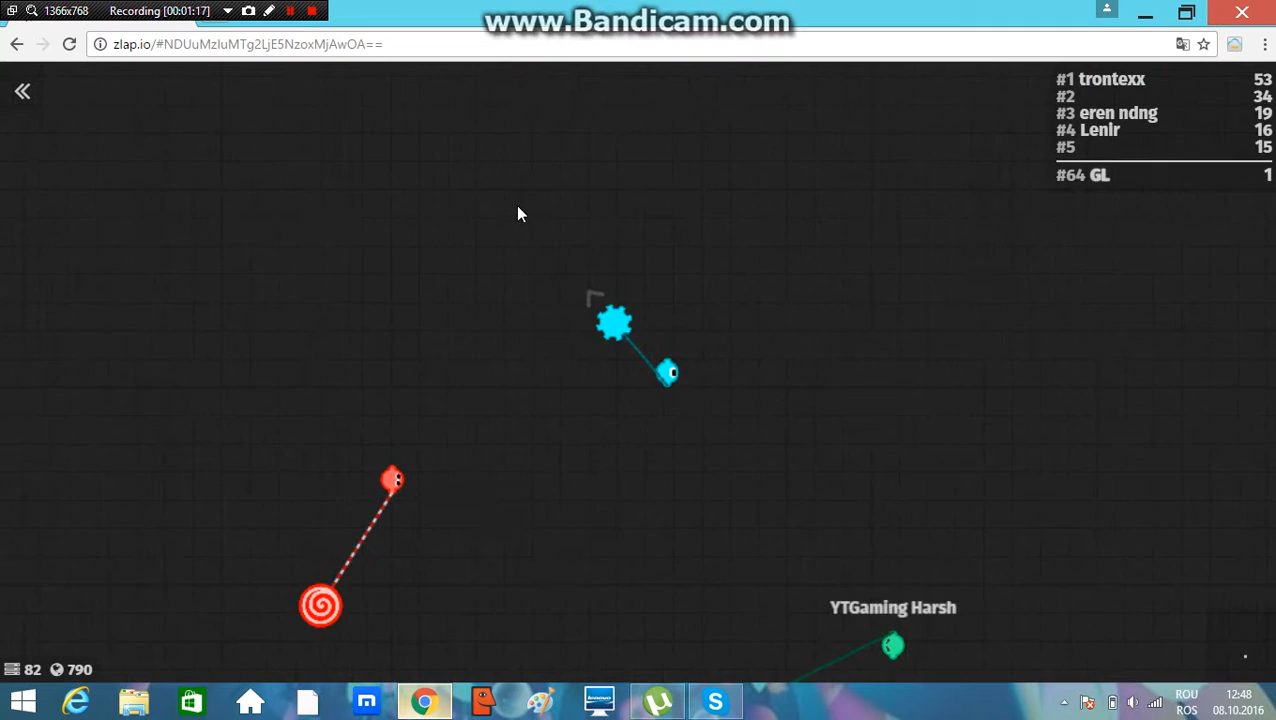 1366x768 Recording [00:01:17]
www.Bandicam.com
zlap.io/#NDUuMzIuMTg2LjE5NzoxMjAwOA==
#1 trontexx 53
#2 34
#3 eren ndng 19
#4 Lenir 16
#5 15
#64 GL 1
YTGaming Harsh
82 790
ROU 12:48
ROS 08.10.2016